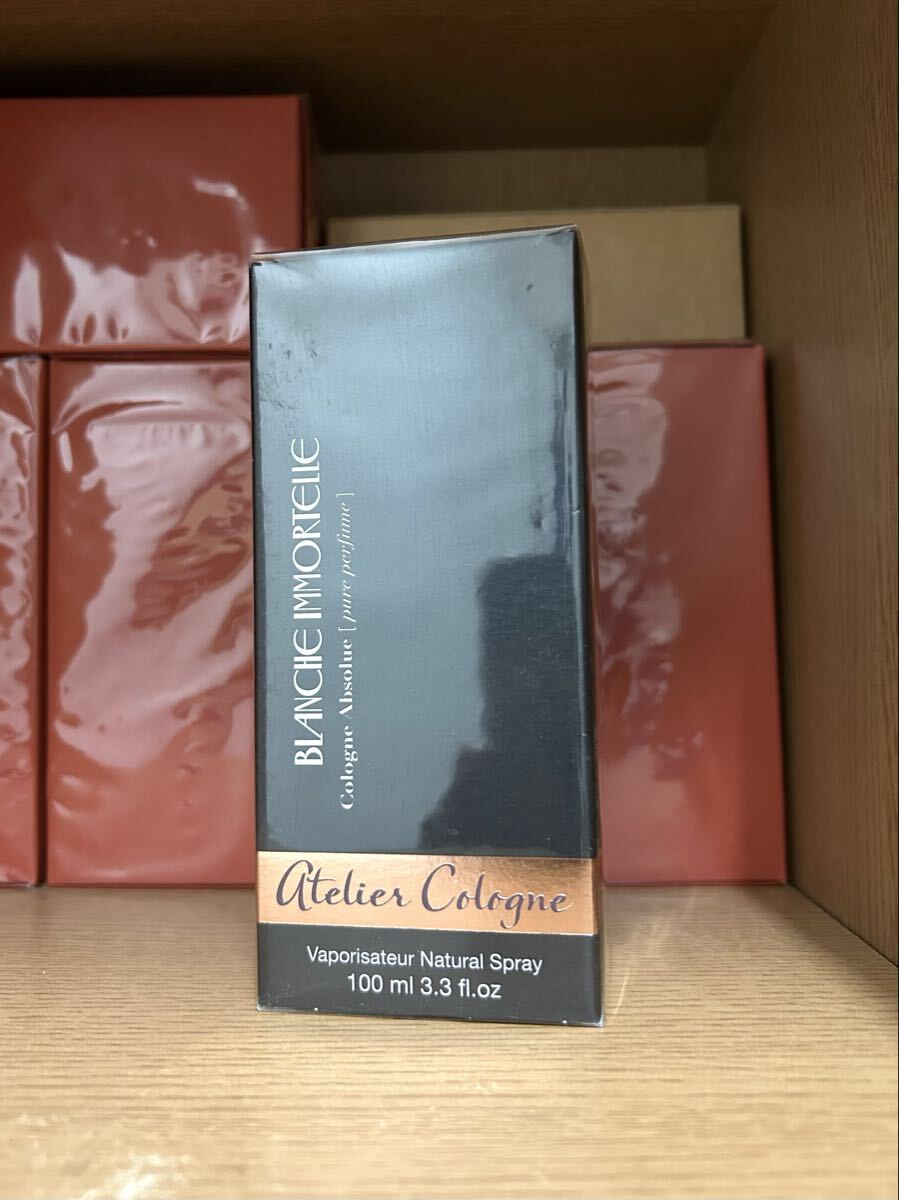 BLANCHE IMMORTELLE
Cologne Absolue [ pure perfume ]
Atelier Cologne
Vaporisateur Natural Spray
100 ml 3.3 fl.oz